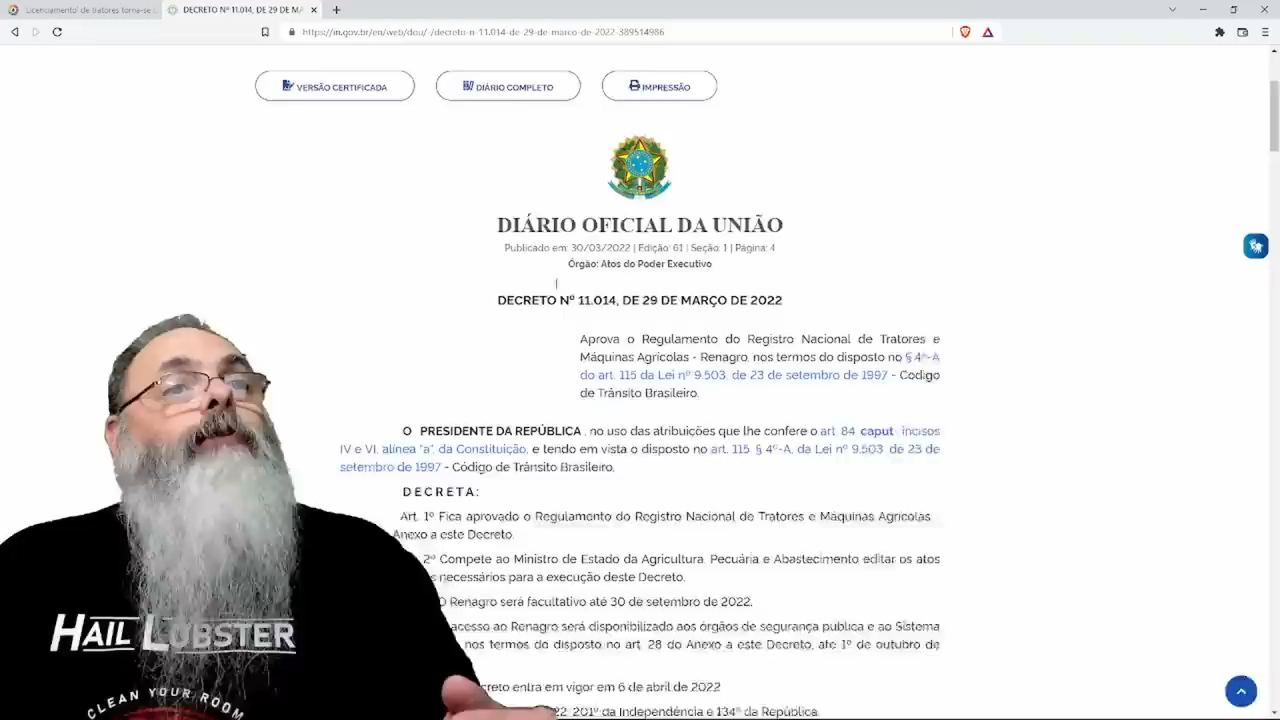 Licenciamento! de tratores torna-se
DECRETO Nº 11.014, DE 29 DE MA
https://in.gov.br/en/web/dou/-/decreto-n-11.014-de-29-de-marco-de-2022-389514986
VERSÃO CERTIFICADA
DIÁRIO COMPLETO
IMPRESSÃO
DIÁRIO OFICIAL DA UNIÃO
Publicado em: 30/03/2022 | Edição: 61 | Seção: 1 | Página: 4
Órgão: Atos do Poder Executivo
DECRETO Nº 11.014, DE 29 DE MARÇO DE 2022
Aprova o Regulamento do Registro Nacional de Tratores e
Máquinas Agrícolas - Renagro, nos termos do disposto no § 4º-A
do art. 115 da Lei nº 9.503, de 23 de setembro de 1997 - Código
de Trânsito Brasileiro.
O PRESIDENTE DA REPÚBLICA, no uso das atribuições que lhe confere o art. 84, caput, incisos
IV e VI, alínea "a", da Constituição, e tendo em vista o disposto no art. 115, § 4º-A, da Lei nº 9.503, de 23 de
setembro de 1997 - Código de Trânsito Brasileiro,
DECRETA:
Art. 1º Fica aprovado o Regulamento do Registro Nacional de Tratores e Máquinas Agrícolas
Anexo a este Decreto.
2º Compete ao Ministro de Estado da Agricultura, Pecuária e Abastecimento editar os atos
necessários para a execução deste Decreto.
O Renagro será facultativo até 30 de setembro de 2022.
acesso ao Renagro será disponibilizado aos órgãos de segurança pública e ao Sistema
nos termos do disposto no art. 28 do Anexo a este Decreto, até 1º de outubro de
creto entra em vigor em 6 de abril de 2022
22; 201º da Independência e 134º da República.
HAIL LOBSTER
CLEAN YOUR ROOM